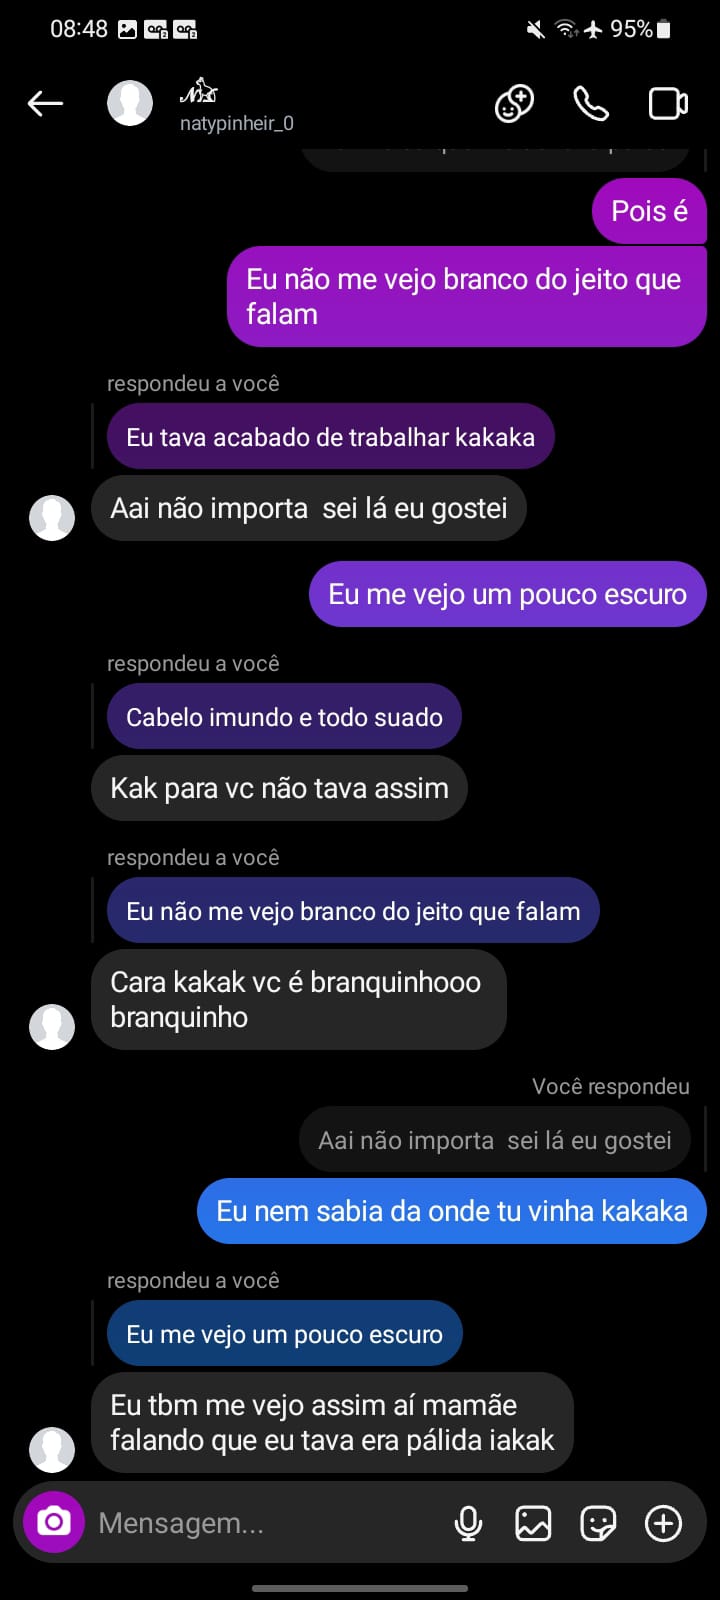 08:48
95%
natypinheir_0
Pois é
Eu não me vejo branco do jeito que
falam
respondeu a você
Eu tava acabado de trabalhar kakaka
Aai não importa  sei lá eu gostei
Eu me vejo um pouco escuro
respondeu a você
Cabelo imundo e todo suado
Kak para vc não tava assim
respondeu a você
Eu não me vejo branco do jeito que falam
Cara kakak vc é branquinhooo
branquinho
Você respondeu
Aai não importa  sei lá eu gostei
Eu nem sabia da onde tu vinha kakaka
respondeu a você
Eu me vejo um pouco escuro
Eu tbm me vejo assim aí mamãe
falando que eu tava era pálida iakak
Mensagem...